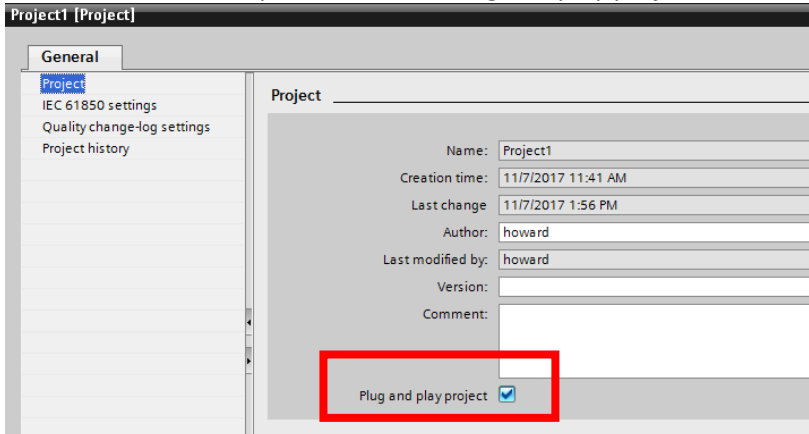 Project1 [Project]
General
Project
IEC 61850 settings
Quality change-log settings
Project history
Project
Name: Project1
Creation time: 11/7/2017 11:41 AM
Last change 11/7/2017 1:56 PM
Author: howard
Last modified by: howard
Version:
Comment:
Plug and play project